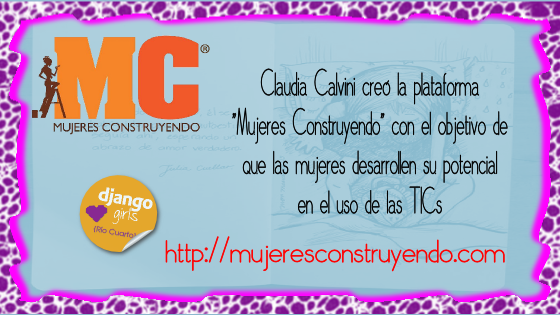 MC®
MUJERES CONSTRUYENDO
Claudia Calvini creó la plataforma
"Mujeres Construyendo" con el objetivo de
que las mujeres desarrollen su potencial
en el uso de las TICs
django
girls
(Río Cuarto)
http://mujeresconstruyendo.com